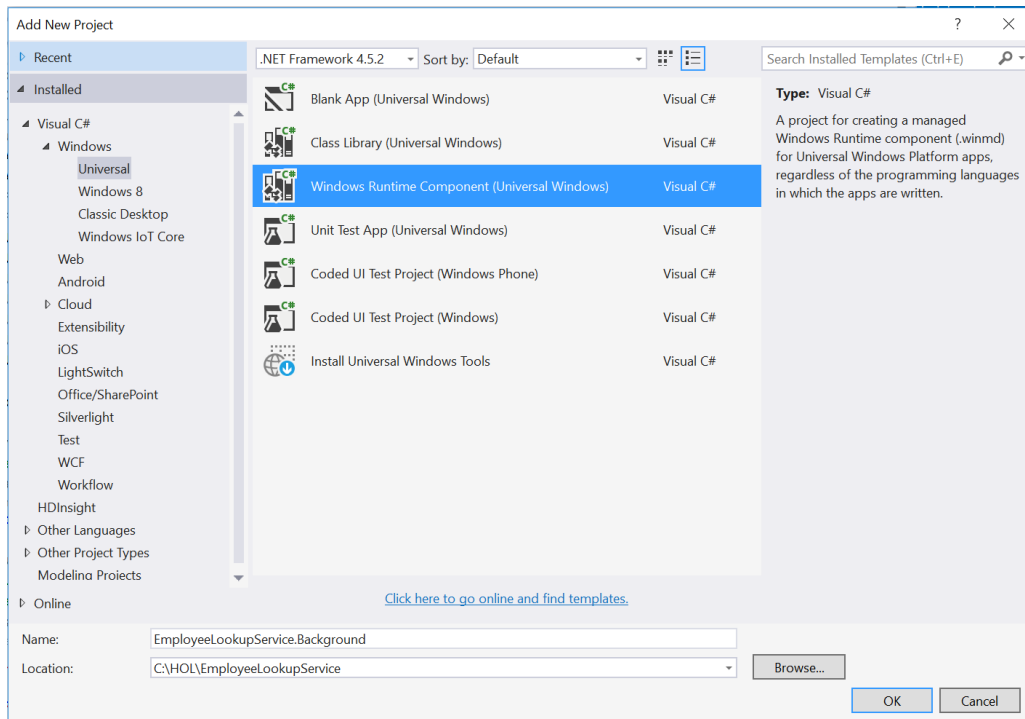 Add New Project ?
Recent
Installed
Visual C#
Windows
Universal
Windows 8
Classic Desktop
Windows IoT Core
Web
Android
Cloud
Extensibility
iOS
LightSwitch
Office/SharePoint
Silverlight
Test
WCF
Workflow
HDInsight
Other Languages
Other Project Types
Modeling Projects
Online
.NET Framework 4.5.2 Sort by: Default
C# Blank App (Universal Windows) Visual C#
C# Class Library (Universal Windows) Visual C#
C# Windows Runtime Component (Universal Windows) Visual C#
C# Unit Test App (Universal Windows) Visual C#
C# Coded UI Test Project (Windows Phone) Visual C#
C# Coded UI Test Project (Windows) Visual C#
Install Universal Windows Tools Visual C#
Click here to go online and find templates.
Search Installed Templates (Ctrl+E)
Type: Visual C#
A project for creating a managed
Windows Runtime component (.winmd)
for Universal Windows Platform apps,
regardless of the programming languages
in which the apps are written.
Name: EmployeeLookupService.Background
Location: C:\HOL\EmployeeLookupService Browse...
OK Cancel